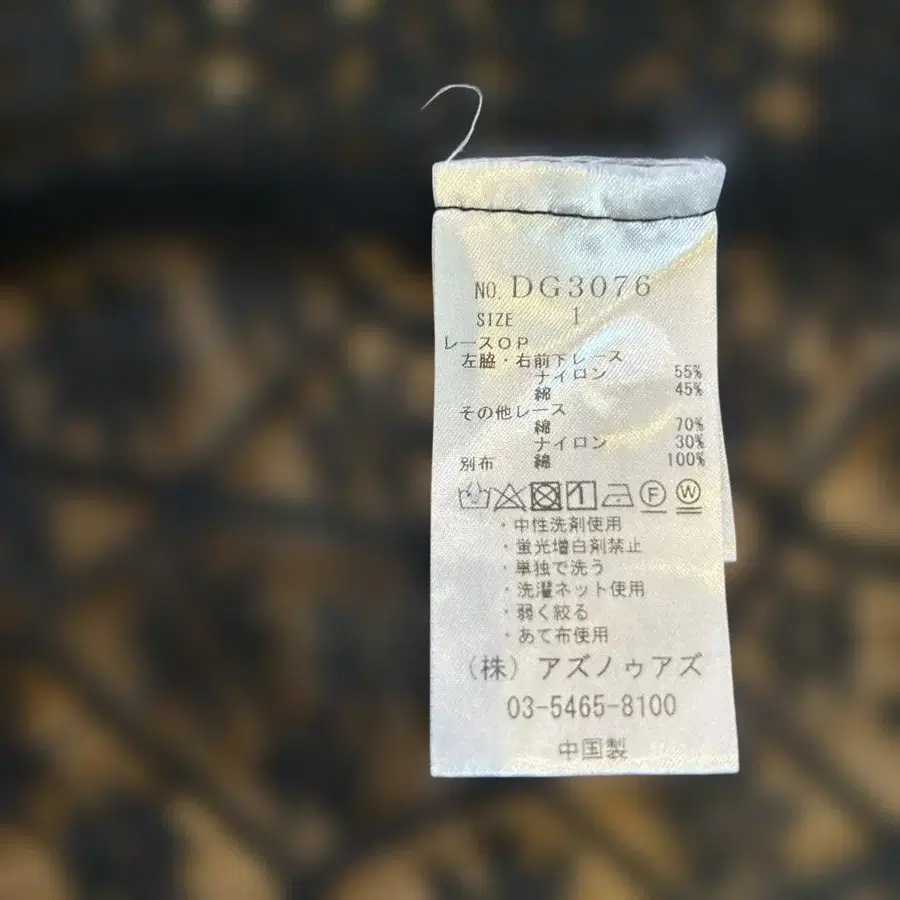 NO. DG3076
SIZE 1
レースOP
左脇・右前下レース
ナイロン 55%
綿 45%
その他レース
綿 70%
ナイロン 30%
別布 綿 100%
F W
・中性洗剤使用
・蛍光増白剤禁止
・単独で洗う
・洗濯ネット使用
・弱く絞る
・あて布使用
(株)アズノゥアズ
03-5465-8100
中国製